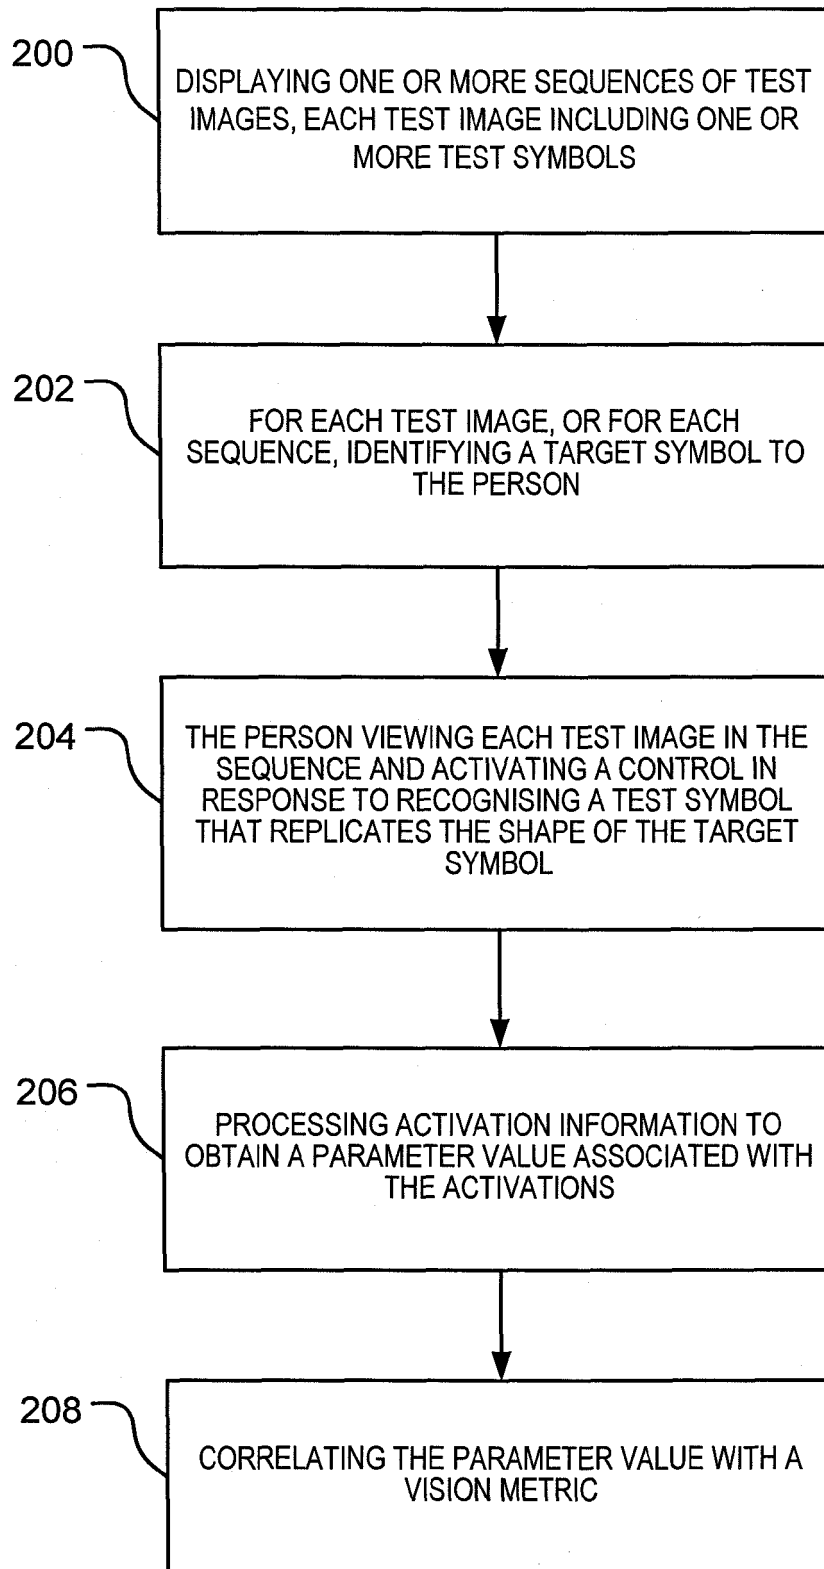 200
DISPLAYING ONE OR MORE SEQUENCES OF TEST
IMAGES, EACH TEST IMAGE INCLUDING ONE OR
MORE TEST SYMBOLS
202
FOR EACH TEST IMAGE, OR FOR EACH
SEQUENCE, IDENTIFYING A TARGET SYMBOL TO
THE PERSON
204
THE PERSON VIEWING EACH TEST IMAGE IN THE
SEQUENCE AND ACTIVATING A CONTROL IN
RESPONSE TO RECOGNISING A TEST SYMBOL
THAT REPLICATES THE SHAPE OF THE TARGET
SYMBOL
206
PROCESSING ACTIVATION INFORMATION TO
OBTAIN A PARAMETER VALUE ASSOCIATED WITH
THE ACTIVATIONS
208
CORRELATING THE PARAMETER VALUE WITH A
VISION METRIC